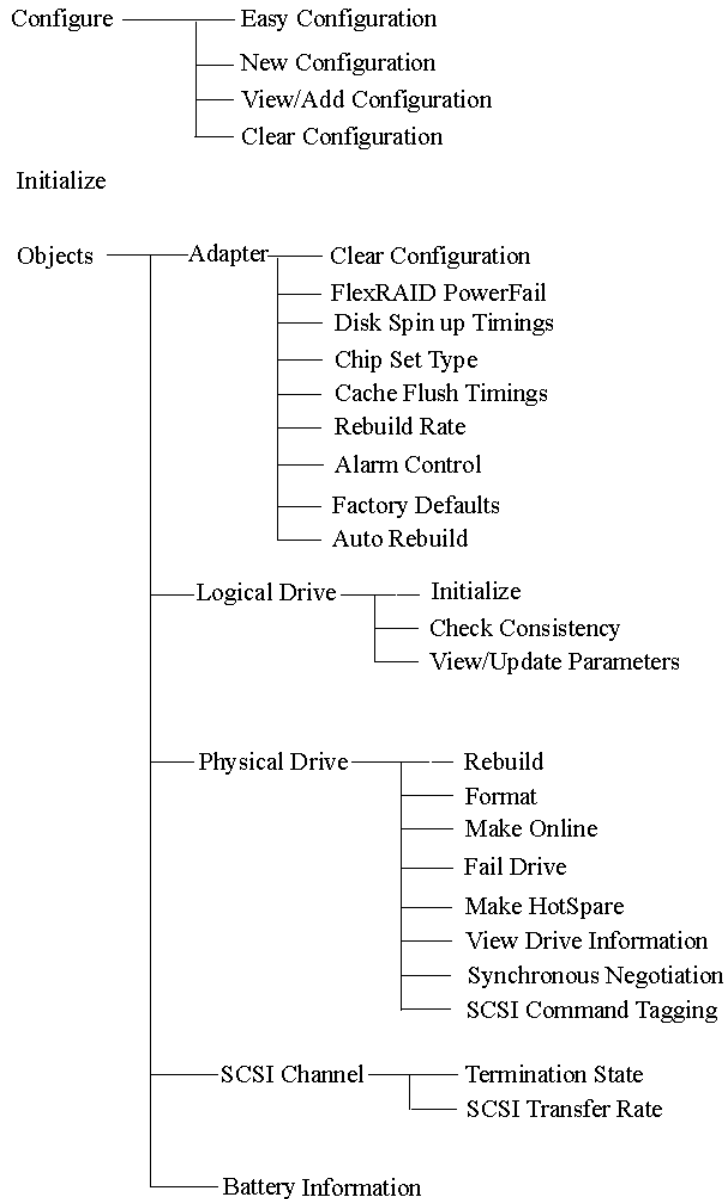 Configure
Easy Configuration
New Configuration
View/Add Configuration
Clear Configuration
Initialize
Objects
Adapter
Clear Configuration
FlexRAID PowerFail
Disk Spin up Timings
Chip Set Type
Cache Flush Timings
Rebuild Rate
Alarm Control
Factory Defaults
Auto Rebuild
Logical Drive
Initialize
Check Consistency
View/Update Parameters
Physical Drive
Rebuild
Format
Make Online
Fail Drive
Make HotSpare
View Drive Information
Synchronous Negotiation
SCSI Command Tagging
SCSI Channel
Termination State
SCSI Transfer Rate
Battery Information